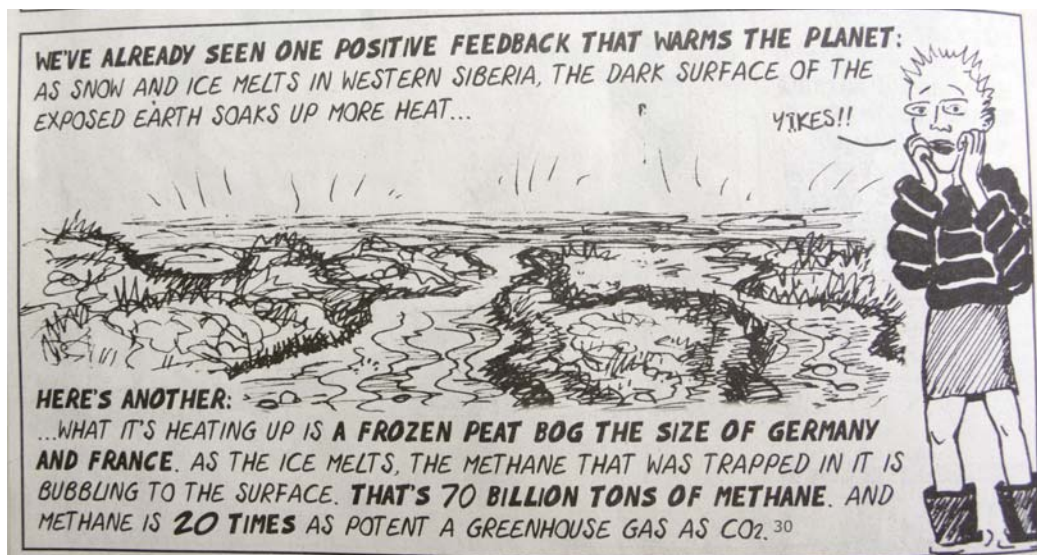 WE'VE ALREADY SEEN ONE POSITIVE FEEDBACK THAT WARMS THE PLANET:
AS SNOW AND ICE MELTS IN WESTERN SIBERIA, THE DARK SURFACE OF THE
EXPOSED EARTH SOAKS UP MORE HEAT...
YIKES!!
HERE'S ANOTHER:
...WHAT IT'S HEATING UP IS A FROZEN PEAT BOG THE SIZE OF GERMANY
AND FRANCE. AS THE ICE MELTS, THE METHANE THAT WAS TRAPPED IN IT IS
BUBBLING TO THE SURFACE. THAT'S 70 BILLION TONS OF METHANE. AND
METHANE IS 20 TIMES AS POTENT A GREENHOUSE GAS AS CO2. 30